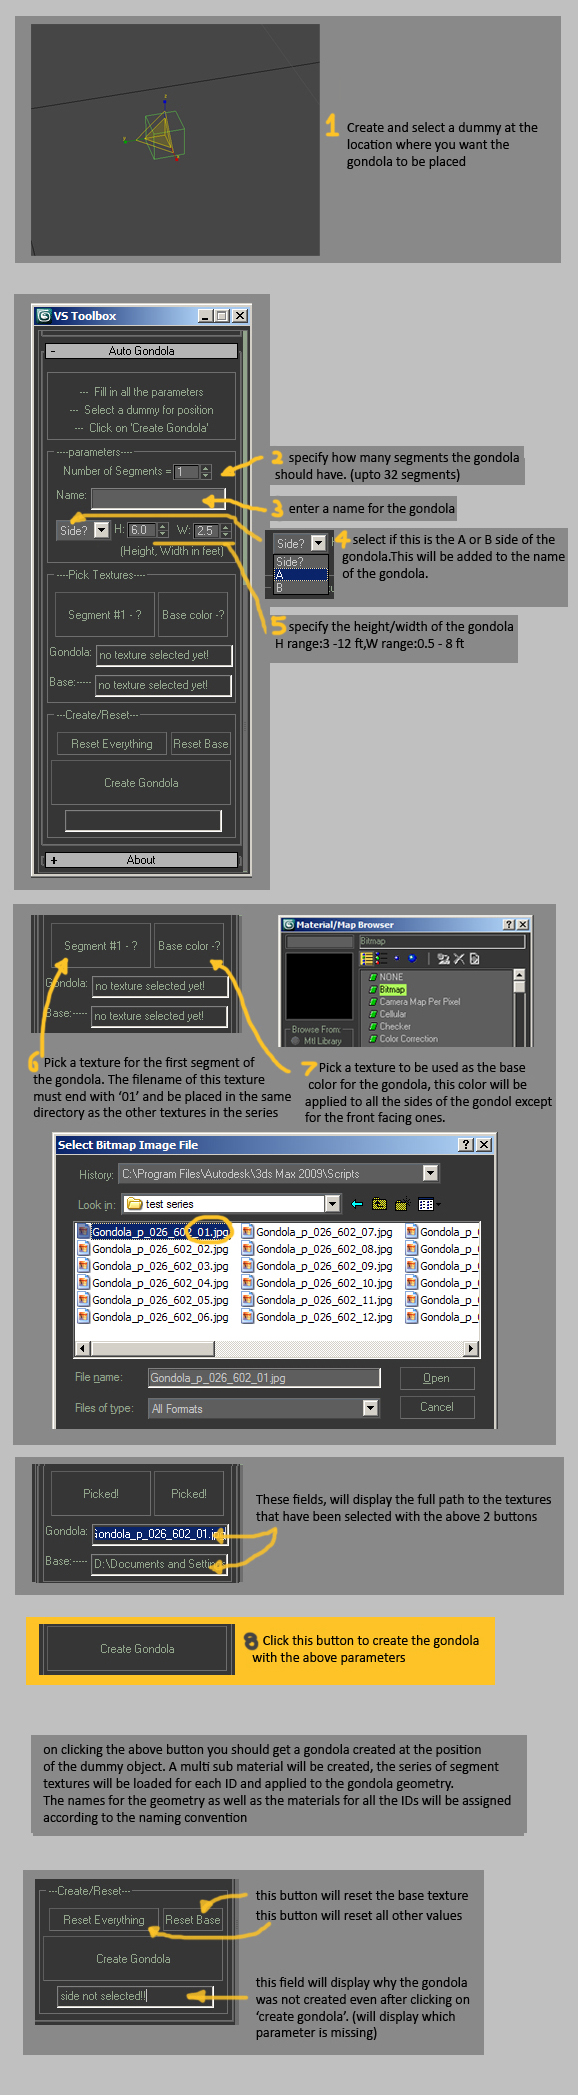 1 Create and select a dummy at the
location where you want the
gondola to be placed
VS Toolbox
- Auto Gondola
--- Fill in all the parameters
--- Select a dummy for position
--- Click on 'Create Gondola'
----parameters----
Number of Segments = 1
Name:
Side? H: 6.0 W: 2.5
(Height, Width in feet)
---Pick Textures---
Segment #1 - ? Base color -?
Gondola: no texture selected yet!
Base:----- no texture selected yet!
---Create/Reset---
Reset Everything Reset Base
Create Gondola
+ About
2 specify how many segments the gondola
should have. (upto 32 segments)
3 enter a name for the gondola
Side?
Side?
A
B
4 select if this is the A or B side of the
gondola.This will be added to the name
of the gondola.
5 specify the height/width of the gondola
H range:3 -12 ft,W range:0.5 - 8 ft
Segment #1 - ? Base color -?
Gondola: no texture selected yet!
Base:----- no texture selected yet!
Material/Map Browser
Bitmap
NONE
Bitmap
Camera Map Per Pixel
Cellular
Checker
Color Correction
Browse From:
Mtl Library
6 Pick a texture for the first segment of
the gondola. The filename of this texture
must end with ‘01’ and be placed in the same
directory as the other textures in the series
7 Pick a texture to be used as the base
color for the gondola, this color will be
applied to all the sides of the gondol except
for the front facing ones.
Select Bitmap Image File
History: C:\Program Files\Autodesk\3ds Max 2009\Scripts
Look in: test series
Gondola_p_026_602_01.jpg Gondola_p_026_602_07.jpg Gondola_p_0
Gondola_p_026_602_02.jpg Gondola_p_026_602_08.jpg Gondola_p_0
Gondola_p_026_602_03.jpg Gondola_p_026_602_09.jpg Gondola_p_0
Gondola_p_026_602_04.jpg Gondola_p_026_602_10.jpg Gondola_p_0
Gondola_p_026_602_05.jpg Gondola_p_026_602_11.jpg Gondola_p_0
Gondola_p_026_602_06.jpg Gondola_p_026_602_12.jpg Gondola_p_0
File name: Gondola_p_026_602_01.jpg Open
Files of type: All Formats Cancel
Picked! Picked!
Gondola: Gondola_p_026_602_01.jpg
Base:----- D:\Documents and Settings
These fields, will display the full path to the textures
that have been selected with the above 2 buttons
Create Gondola
8 Click this button to create the gondola
with the above parameters
on clicking the above button you should get a gondola created at the position
of the dummy object. A multi sub material will be created, the series of segment
textures will be loaded for each ID and applied to the gondola geometry.
The names for the geometry as well as the materials for all the IDs will be assigned
according to the naming convention
---Create/Reset---
Reset Everything Reset Base
Create Gondola
side not selected!!
this button will reset the base texture
this button will reset all other values
this field will display why the gondola
was not created even after clicking on
‘create gondola’. (will display which
parameter is missing)